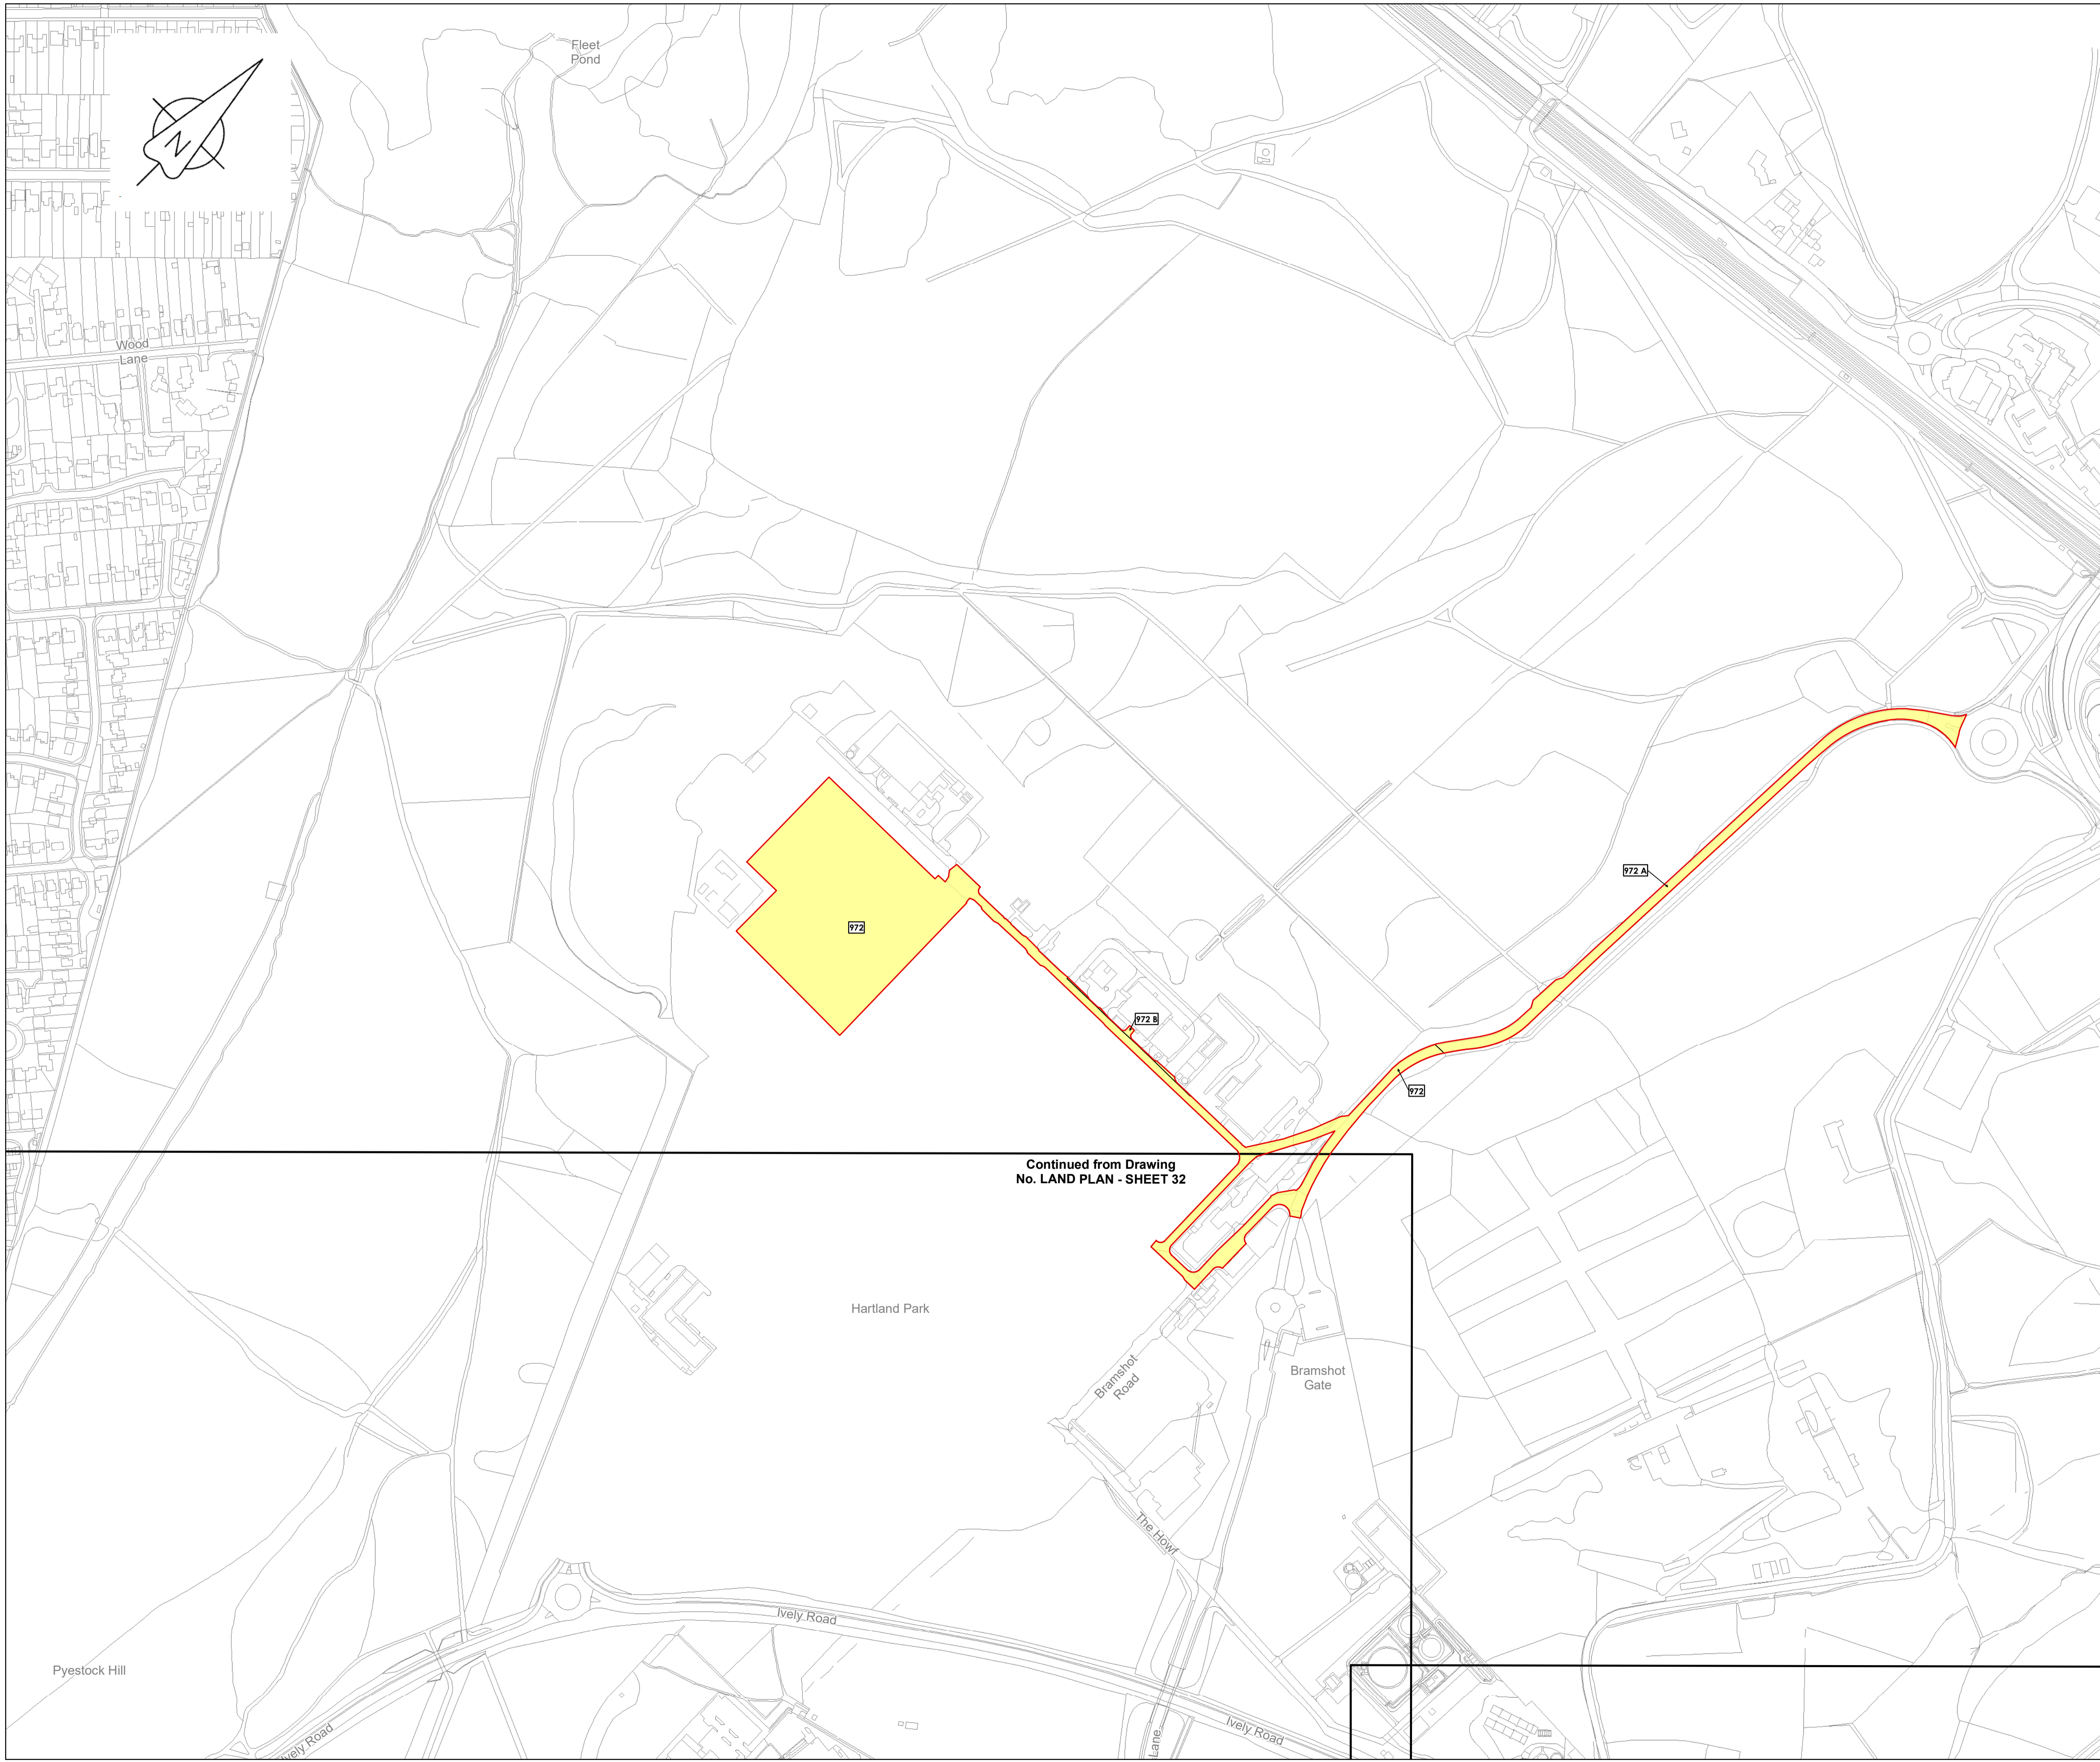 Fleet
Pond
N
Wood
Lane
972 A
972
972 B
972
Continued from Drawing
No. LAND PLAN - SHEET 32
Hartland Park
Bramshot
Road
Bramshot
Gate
The Howf
Ively Road
Pyestock Hill
Ively Road
Ively Road
Lane